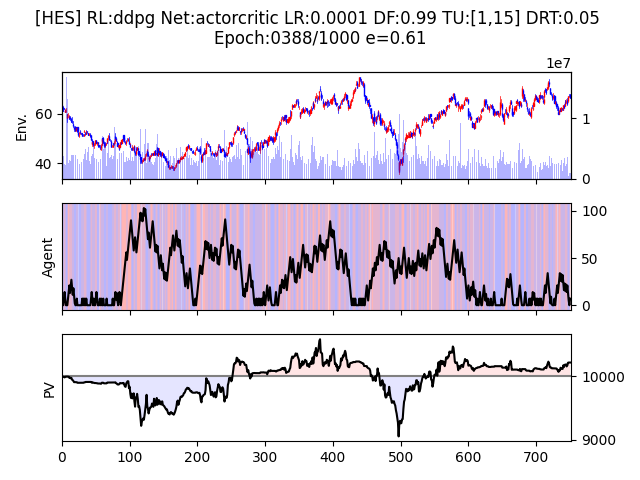 [HES] RL:ddpg Net:actorcritic LR:0.0001 DF:0.99 TU:[1,15] DRT:0.05
Epoch:0388/1000 e=0.61
1e7
Env.
60
40
1
0
Agent
100
50
0
PV
10000
9000
0 100 200 300 400 500 600 700